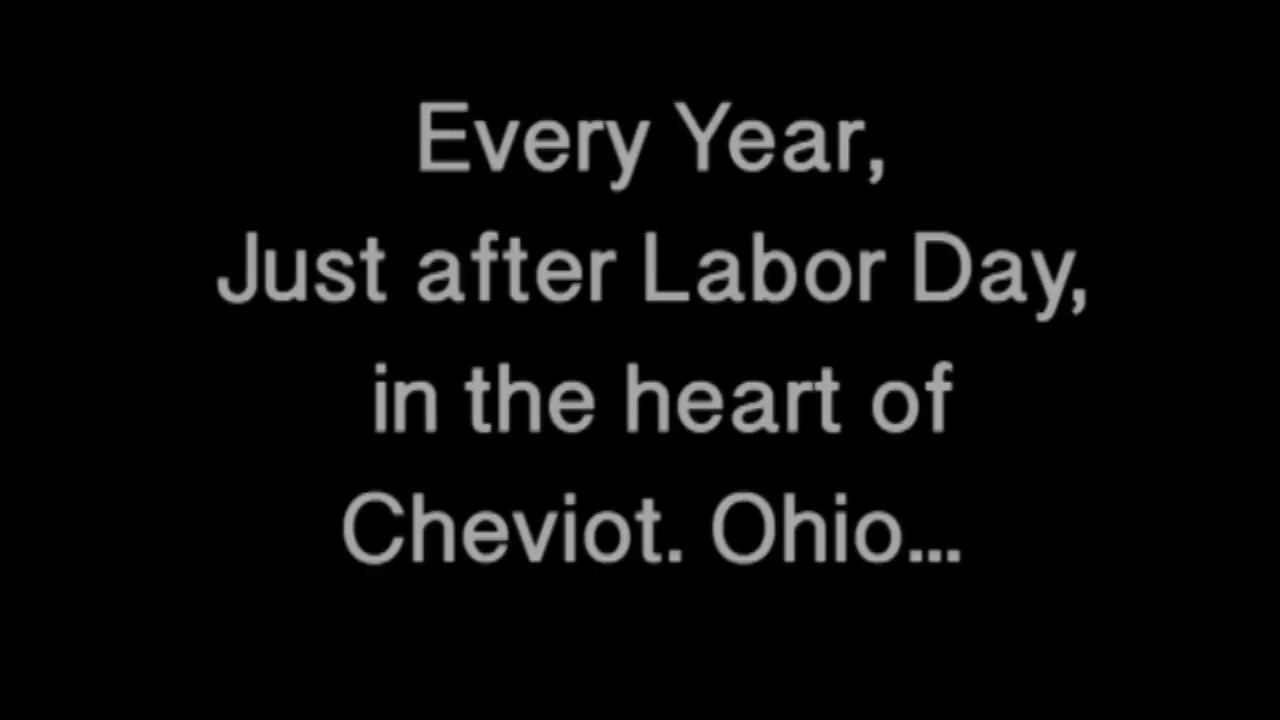 Every Year,
Just after Labor Day,
in the heart of
Cheviot. Ohio...